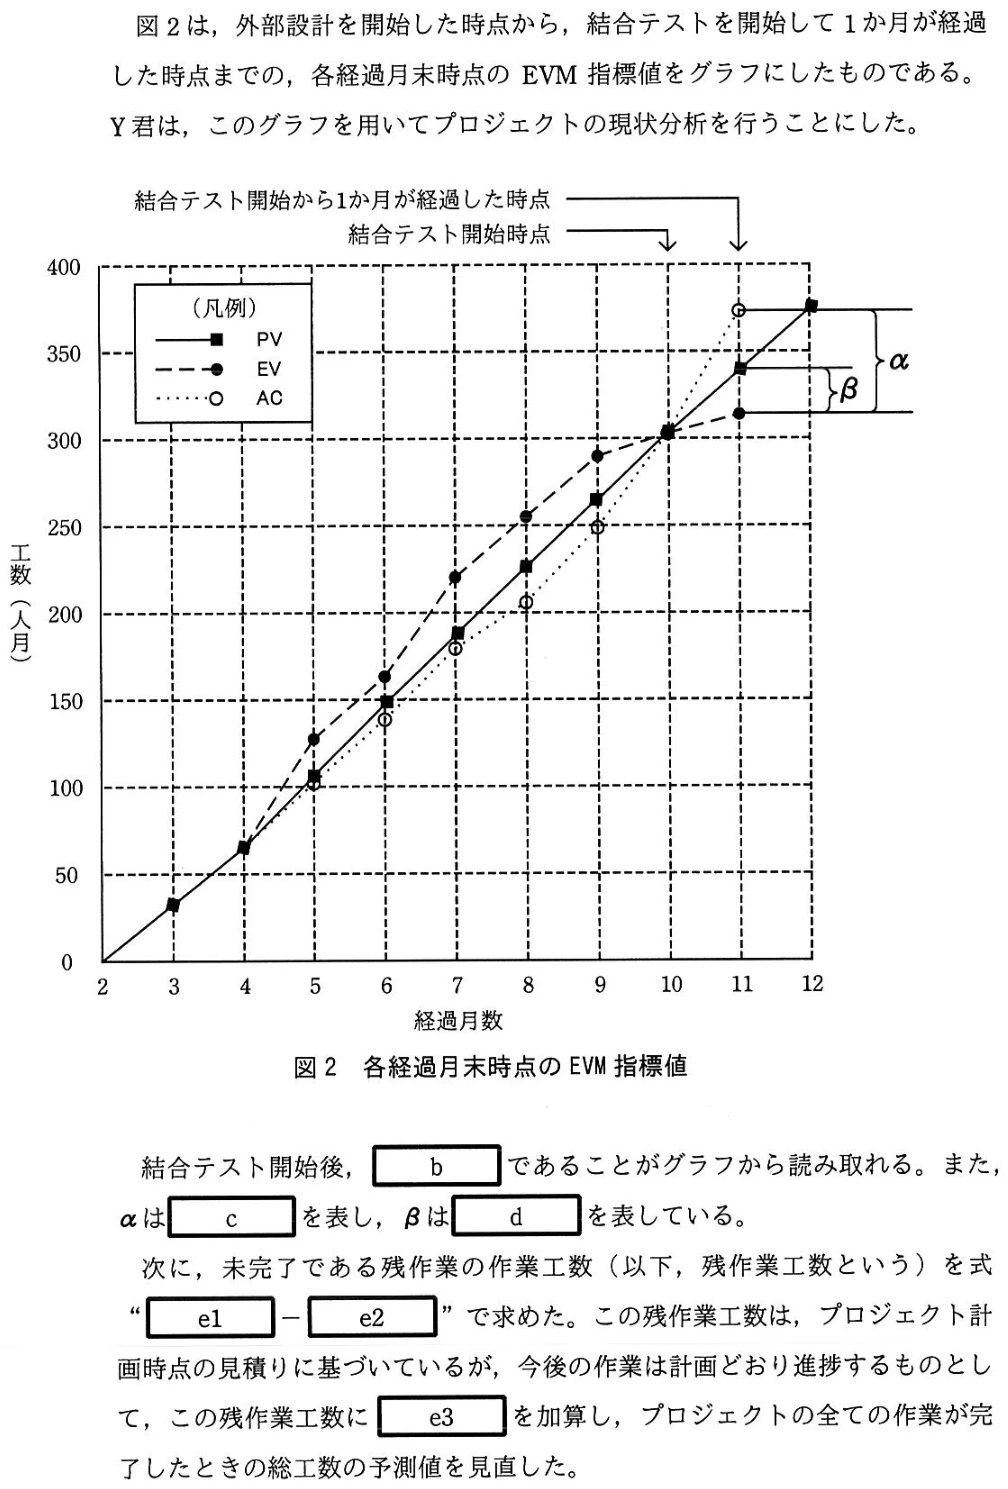 図2は，外部設計を開始した時点から，結合テストを開始して1か月が経過
した時点までの，各経過月末時点の EVM 指標値をグラフにしたものである。
Y君は，このグラフを用いてプロジェクトの現状分析を行うことにした。
結合テスト開始から1か月が経過した時点
結合テスト開始時点
400
350
300
250
200
150
100
50
0
工数（人月）
（凡例）
PV
EV
AC
α
β
2 3 4 5 6 7 8 9 10 11 12
経過月数
図2 各経過月末時点の EVM 指標値
結合テスト開始後， b であることがグラフから読み取れる。また，
αは c を表し，βは d を表している。
次に，未完了である残作業の作業工数（以下，残作業工数という）を式
“ e1 － e2 ”で求めた。この残作業工数は，プロジェクト計
画時点の見積りに基づいているが，今後の作業は計画どおり進捗するものとし
て，この残作業工数に e3 を加算し，プロジェクトの全ての作業が完
了したときの総工数の予測値を見直した。